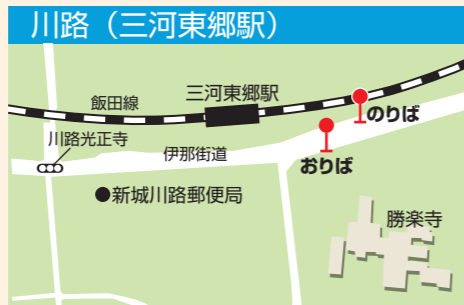 川路（三河東郷駅）
飯田線
三河東郷駅
のりば
川路光正寺
伊那街道
おりば
●新城川路郵便局
勝楽寺